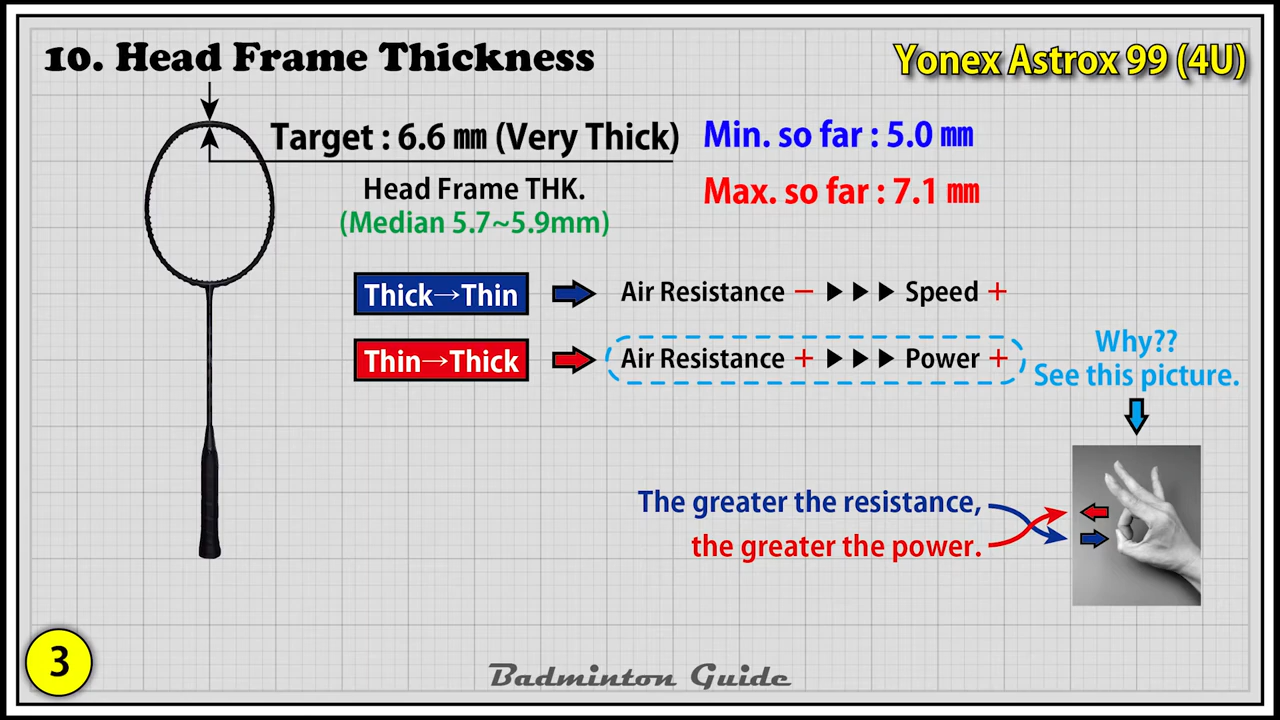 10. Head Frame Thickness
Yonex Astrox 99 (4U)
Target : 6.6 ㎜ (Very Thick)
Min. so far : 5.0 ㎜
Head Frame THK.
Max. so far : 7.1 ㎜
(Median 5.7~5.9mm)
Thick→Thin
Air Resistance − ▶ ▶ ▶ Speed +
Thin→Thick
Air Resistance + ▶ ▶ ▶ Power +
Why??
See this picture.
The greater the resistance,
the greater the power.
3
Badminton Guide